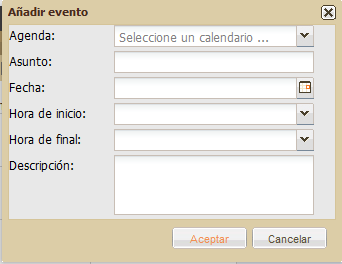 Añadir evento
Agenda: Seleccione un calendario ...
Asunto:
Fecha:
Hora de inicio:
Hora de final:
Descripción:
Aceptar Cancelar